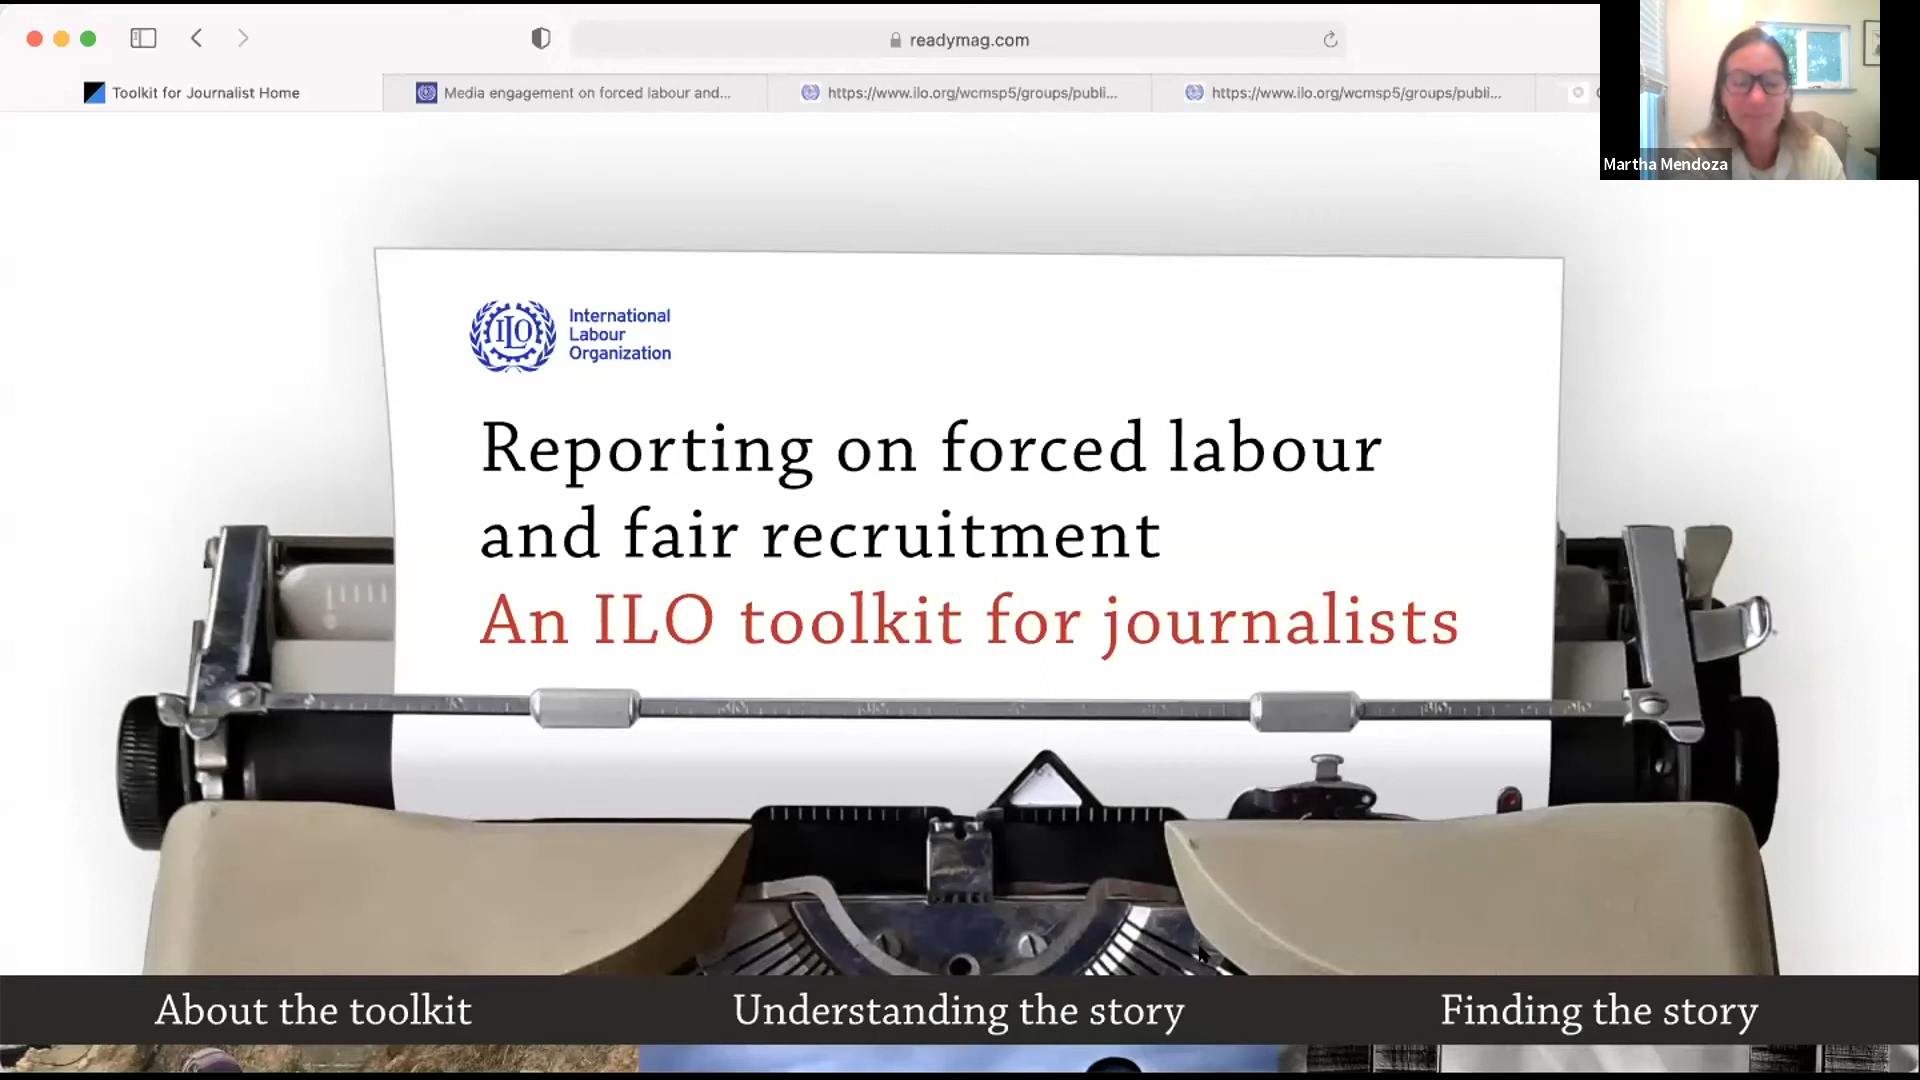 readymag.com
Toolkit for Journalist Home
Media engagement on forced labour and...
https://www.ilo.org/wcmsp5/groups/publi...
https://www.ilo.org/wcmsp5/groups/publi...
Martha Mendoza
ILO
International
Labour
Organization
Reporting on forced labour
and fair recruitment
An ILO toolkit for journalists
About the toolkit
Understanding the story
Finding the story